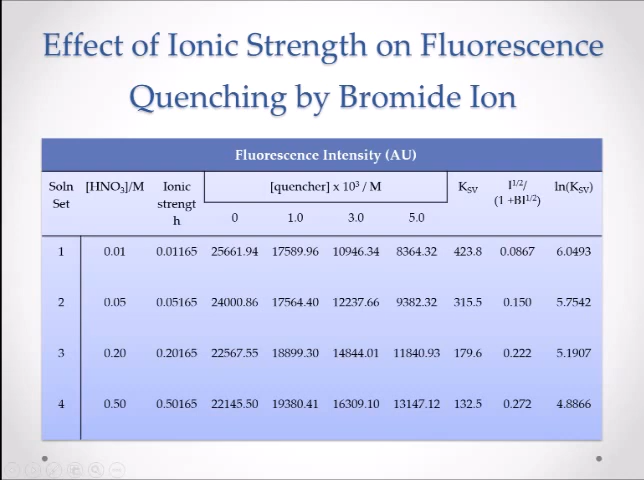 Effect of Ionic Strength on Fluorescence
Quenching by Bromide Ion
Fluorescence Intensity (AU)
Soln Set [HNO₃]/M Ionic strengt h [quencher] x 10³ / M K_SV I^1/2/ (1 +BI^1/2) ln(K_SV)
0 1.0 3.0 5.0
1 0.01 0.01165 25661.94 17589.96 10946.34 8364.32 423.8 0.0867 6.0493
2 0.05 0.05165 24000.86 17564.40 12237.66 9382.32 315.5 0.150 5.7542
3 0.20 0.20165 22567.55 18899.30 14844.01 11840.93 179.6 0.222 5.1907
4 0.50 0.50165 22145.50 19380.41 16309.10 13147.12 132.5 0.272 4.8866